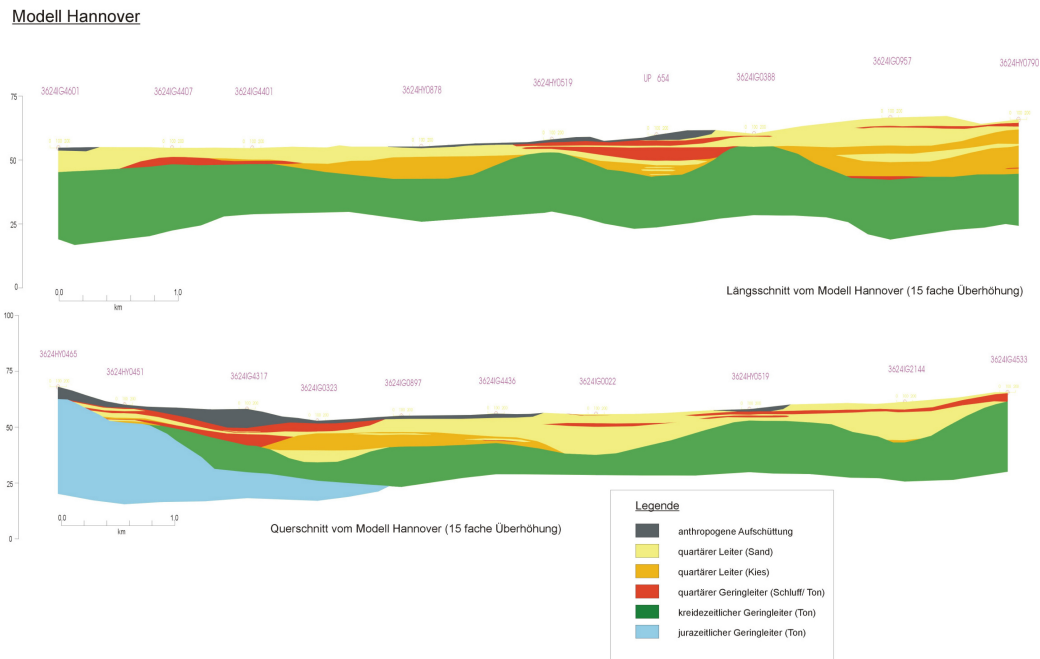 Modell Hannover
3624IG4601 3624IG4407 3624IG4401 3624HY0878 3624HY0519 UP 654 3624IG0388 3624IG0957 3624HY0790
75
50
25
0
0,0 1,0
km
Längsschnitt vom Modell Hannover (15 fache Überhöhung)
100
3624HY0465 3624HY0451 3624IG4317 3624IG0323 3624IG0897 3624IG4436 3624IG0022 3624HY0519 3624IG2144 3624IG4533
75
50
25
0
0,0 1,0
km
Querschnitt vom Modell Hannover (15 fache Überhöhung)
Legende
anthropogene Aufschüttung
quartärer Leiter (Sand)
quartärer Leiter (Kies)
quartärer Geringleiter (Schluff/ Ton)
kreidezeitlicher Geringleiter (Ton)
jurazeitlicher Geringleiter (Ton)